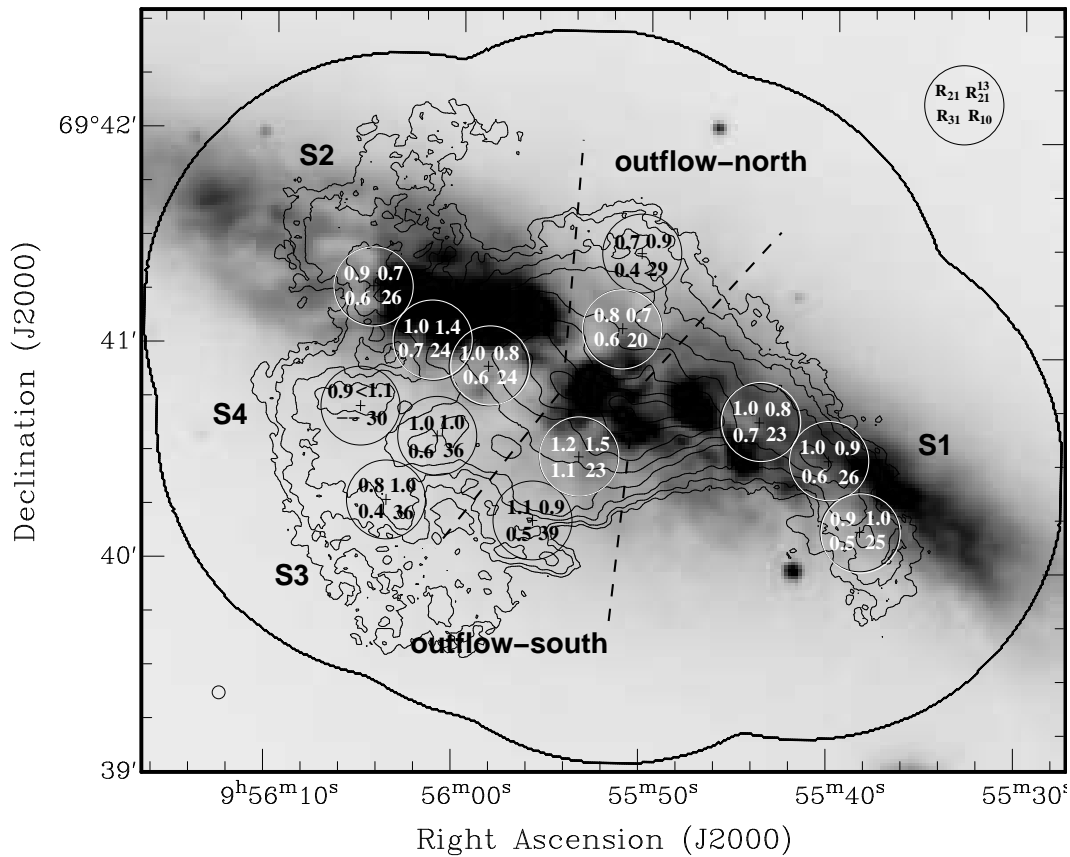 R21 R13 21
R31 R10
69°42′
S2
outflow−north
0.7 0.9
0.4 29
0.9 0.7
0.6 26
0.8 0.7
0.6 20
1.0 1.4
0.7 24
41′
1.0 0.8
0.6 24
0.9 <1.1
−− 30
S4
1.0 0.8
0.7 23
S1
1.0 1.0
0.6 36
1.2 1.5
1.1 23
1.0 0.9
0.6 26
0.8 1.0
0.4 36
1.1 0.9
0.5 39
0.9 1.0
0.5 25
40′
S3
outflow−south
39′
9h56m10s 56m00s 55m50s 55m40s 55m30s
Right Ascension (J2000)
Declination (J2000)